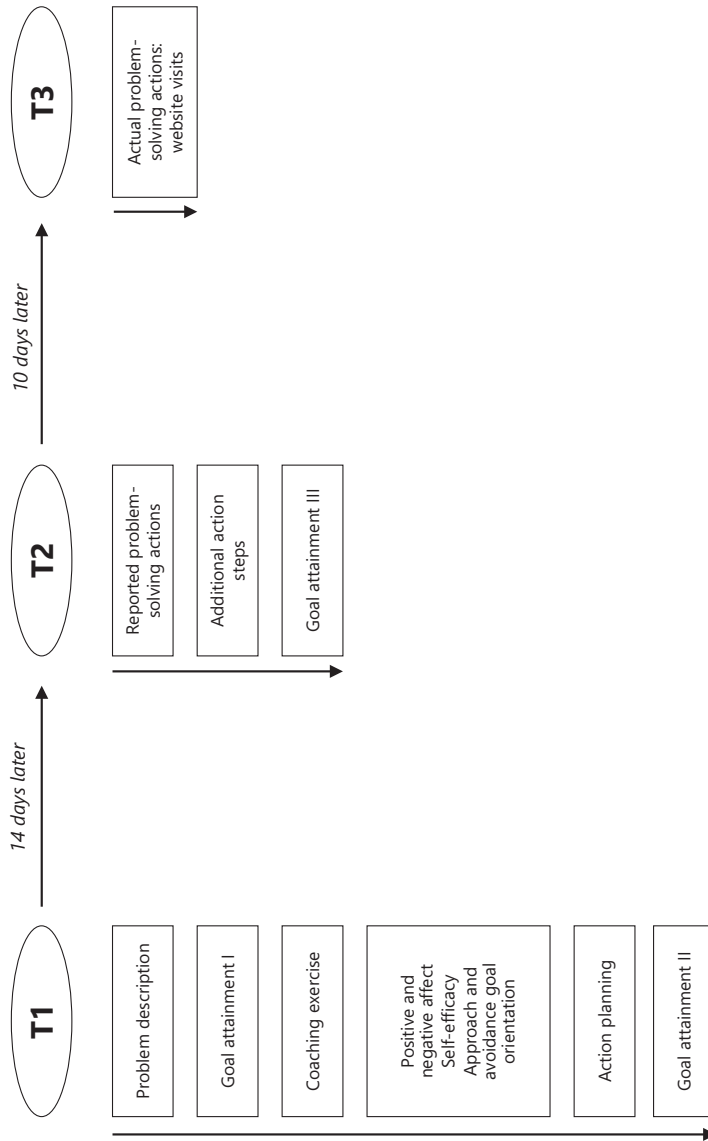 T1
14 days later
T2
10 days later
T3
Problem description
Goal attainment I
Coaching exercise
Positive and
negative affect
Self-efficacy
Approach and
avoidance goal
orientation
Action planning
Goal attainment II
Reported problem-
solving actions
Additional action
steps
Goal attainment III
Actual problem-
solving actions:
website visits